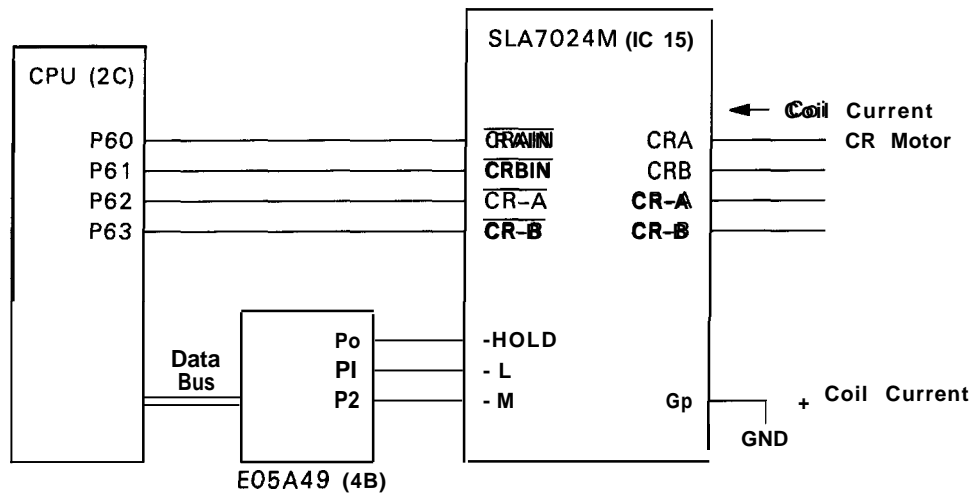 SLA7024M (IC 15)
CPU (2C)
Coil Current
P60 CRAIN CRA CR Motor
P61 CRBIN CRB
P62 CR-A CR-A
P63 CR-B CR-B
Po -HOLD
Data Bus
PI - L
P2 - M Gp + Coil Current
GND
E05A49 (4B)